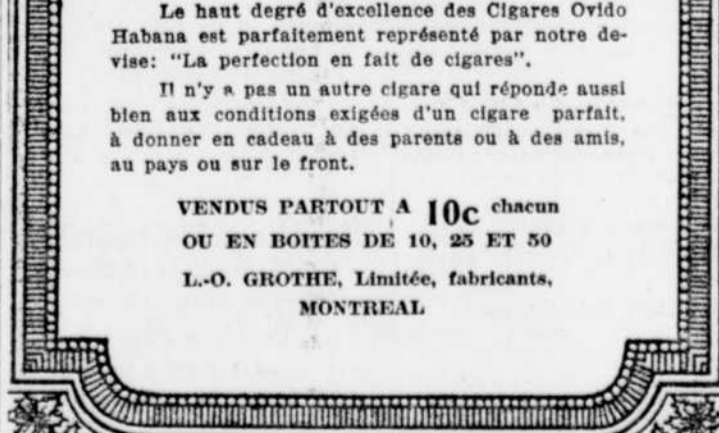 Le haut degré d'excellence des Cigares Ovido
Habana est parfaitement représenté par notre de-
vise: "La perfection en fait de cigares".
Il n'y a pas un autre cigare qui réponde aussi
bien aux conditions exigées d'un cigare parfait,
à donner en cadeau à des parents ou à des amis,
au pays ou sur le front.
VENDUS PARTOUT A 10c chacun
OU EN BOITES DE 10, 25 ET 50
L.-O. GROTHE, Limitée, fabricants,
MONTREAL